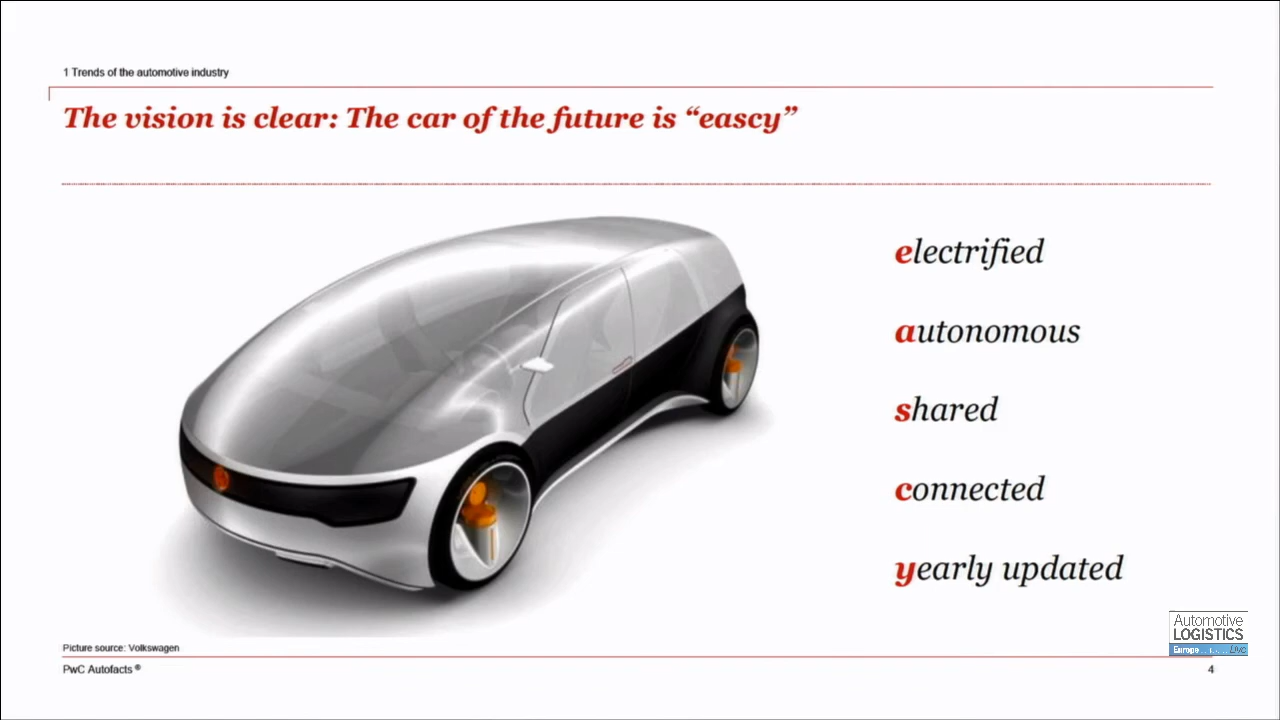 1 Trends of the automotive industry
The vision is clear: The car of the future is “eascy”
electrified
autonomous
shared
connected
yearly updated
Automotive
LOGISTICS
Europe Live
Picture source: Volkswagen
PwC Autofacts ®
4